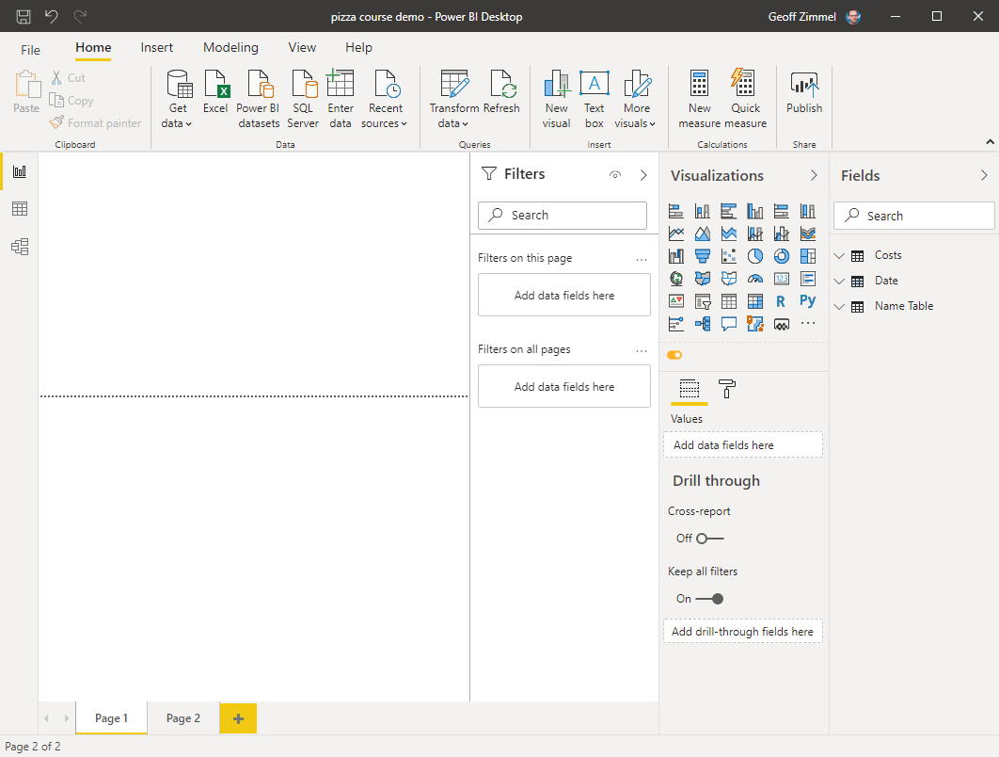 pizza course demo - Power BI Desktop
Geoff Zimmel
File
Home
Insert
Modeling
View
Help
Paste
Cut
Copy
Format painter
Clipboard
Get
data
Excel
Power BI
datasets
SQL
Server
Enter
data
Recent
sources
Data
Transform
data
Refresh
Queries
New
visual
Text
box
More
visuals
Insert
New
measure
Quick
measure
Calculations
Publish
Share
Filters
Search
Filters on this page
...
Add data fields here
Filters on all pages
...
Add data fields here
Visualizations
123
R
Py
...
Values
Add data fields here
Drill through
Cross-report
Off
Keep all filters
On
Add drill-through fields here
Fields
Search
Costs
Date
Name Table
Page 1
Page 2
+
Page 2 of 2